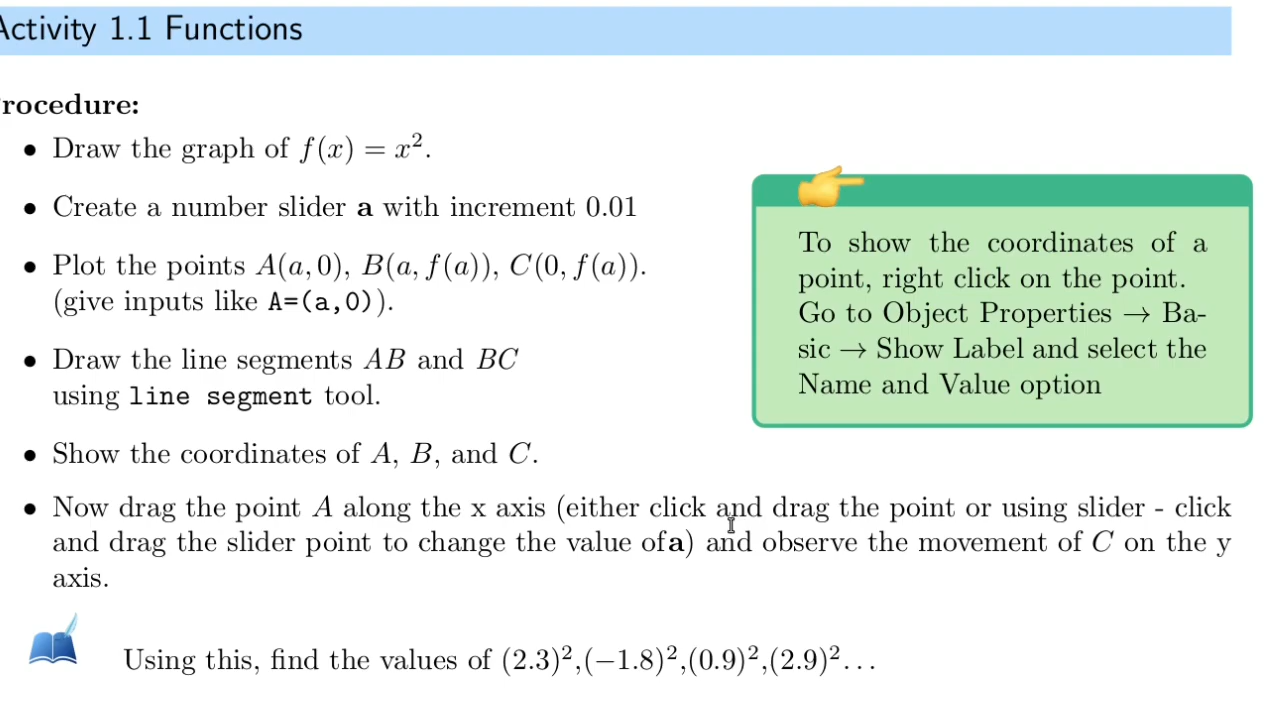 Activity 1.1 Functions
Procedure:
• Draw the graph of f(x) = x².
• Create a number slider a with increment 0.01
• Plot the points A(a, 0), B(a, f(a)), C(0, f(a)).
(give inputs like A=(a,0)).
• Draw the line segments AB and BC
using line segment tool.
• Show the coordinates of A, B, and C.
To show the coordinates of a
point, right click on the point.
Go to Object Properties → Ba-
sic → Show Label and select the
Name and Value option
• Now drag the point A along the x axis (either click and drag the point or using slider - click
and drag the slider point to change the value ofa) and observe the movement of C on the y
axis.
Using this, find the values of (2.3)²,(−1.8)²,(0.9)²,(2.9)²...